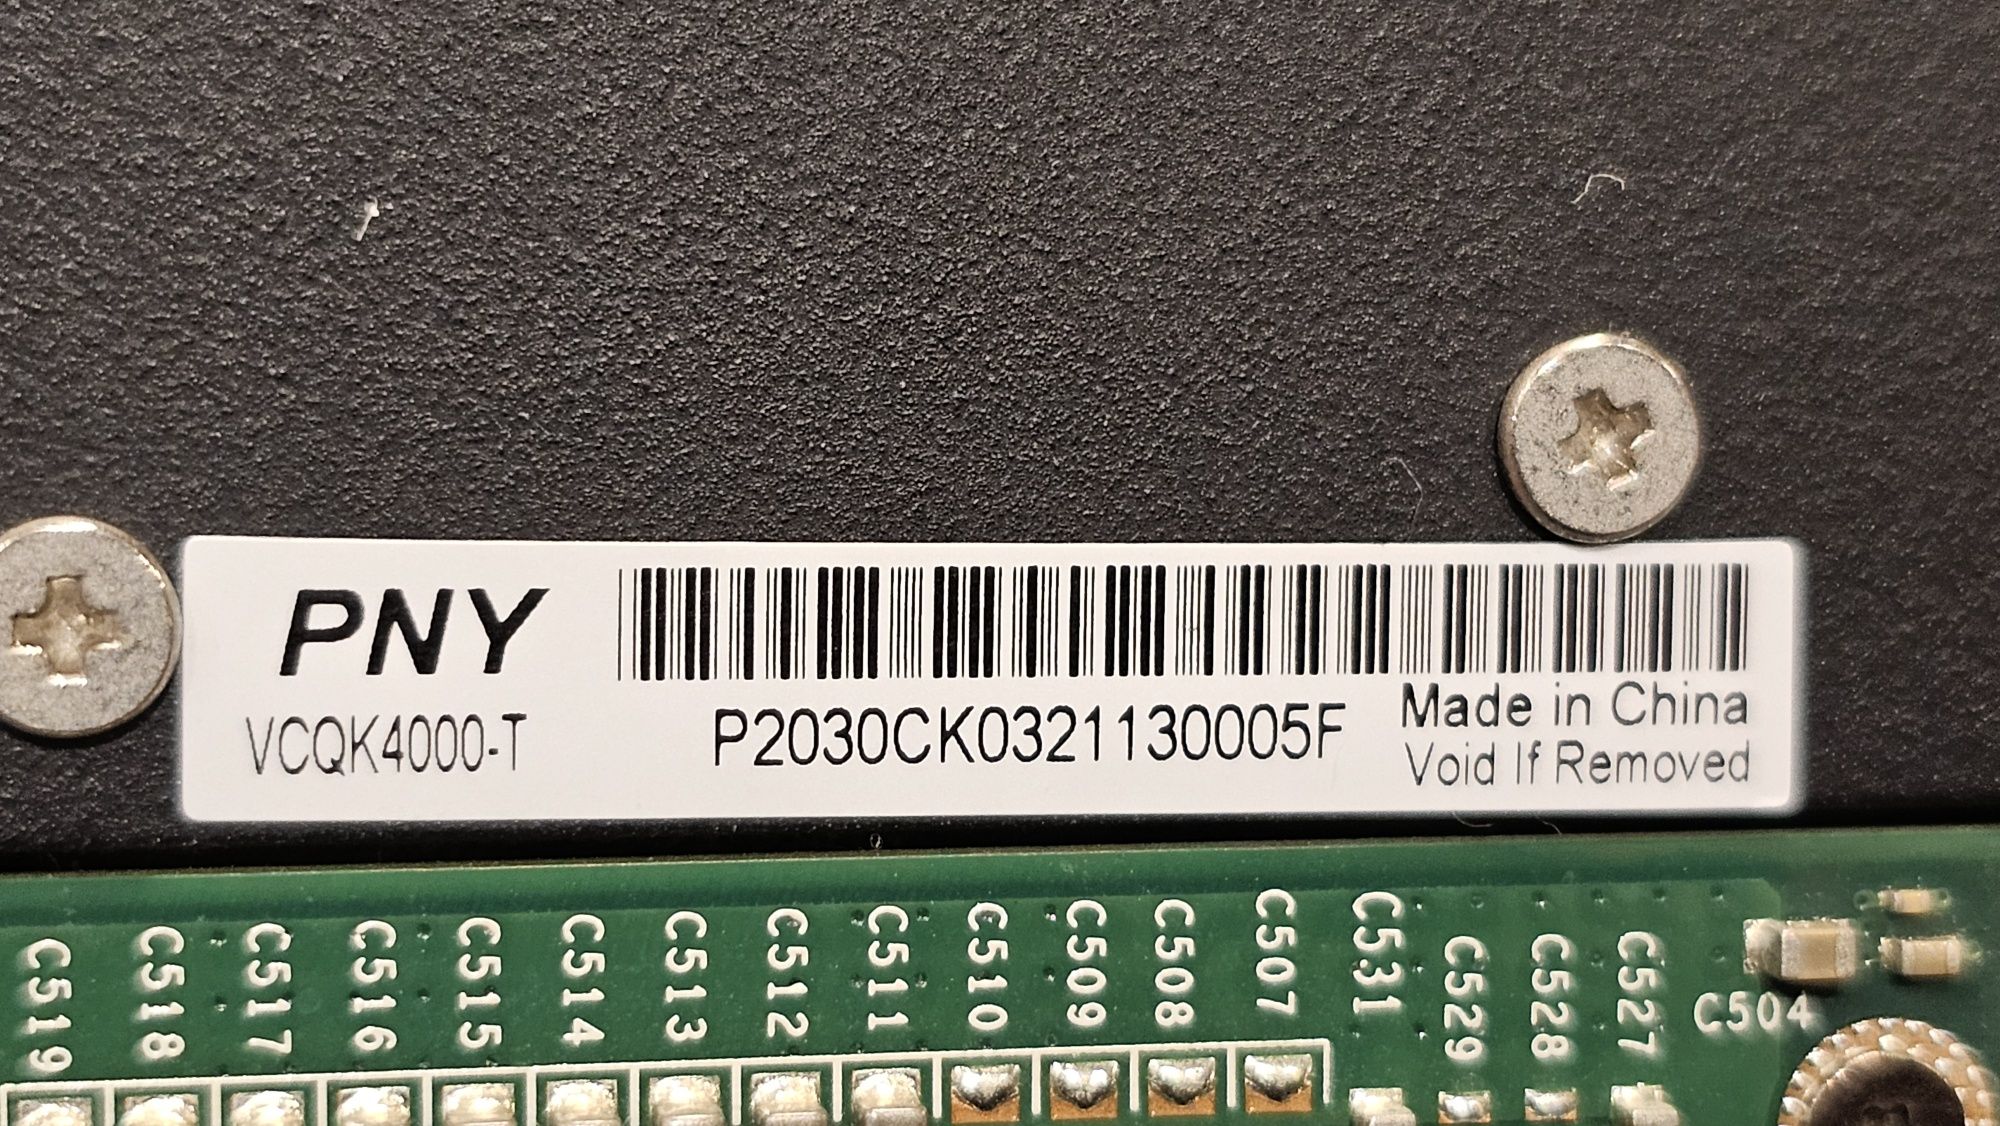 PNY
VCQK4000-T
P2030CK0321130005F
Made in China
Void If Removed
C519
C518
C517
C516
C515
C514
C513
C512
C511
C510
C509
C508
C507
C531
C529
C528
C527
C504